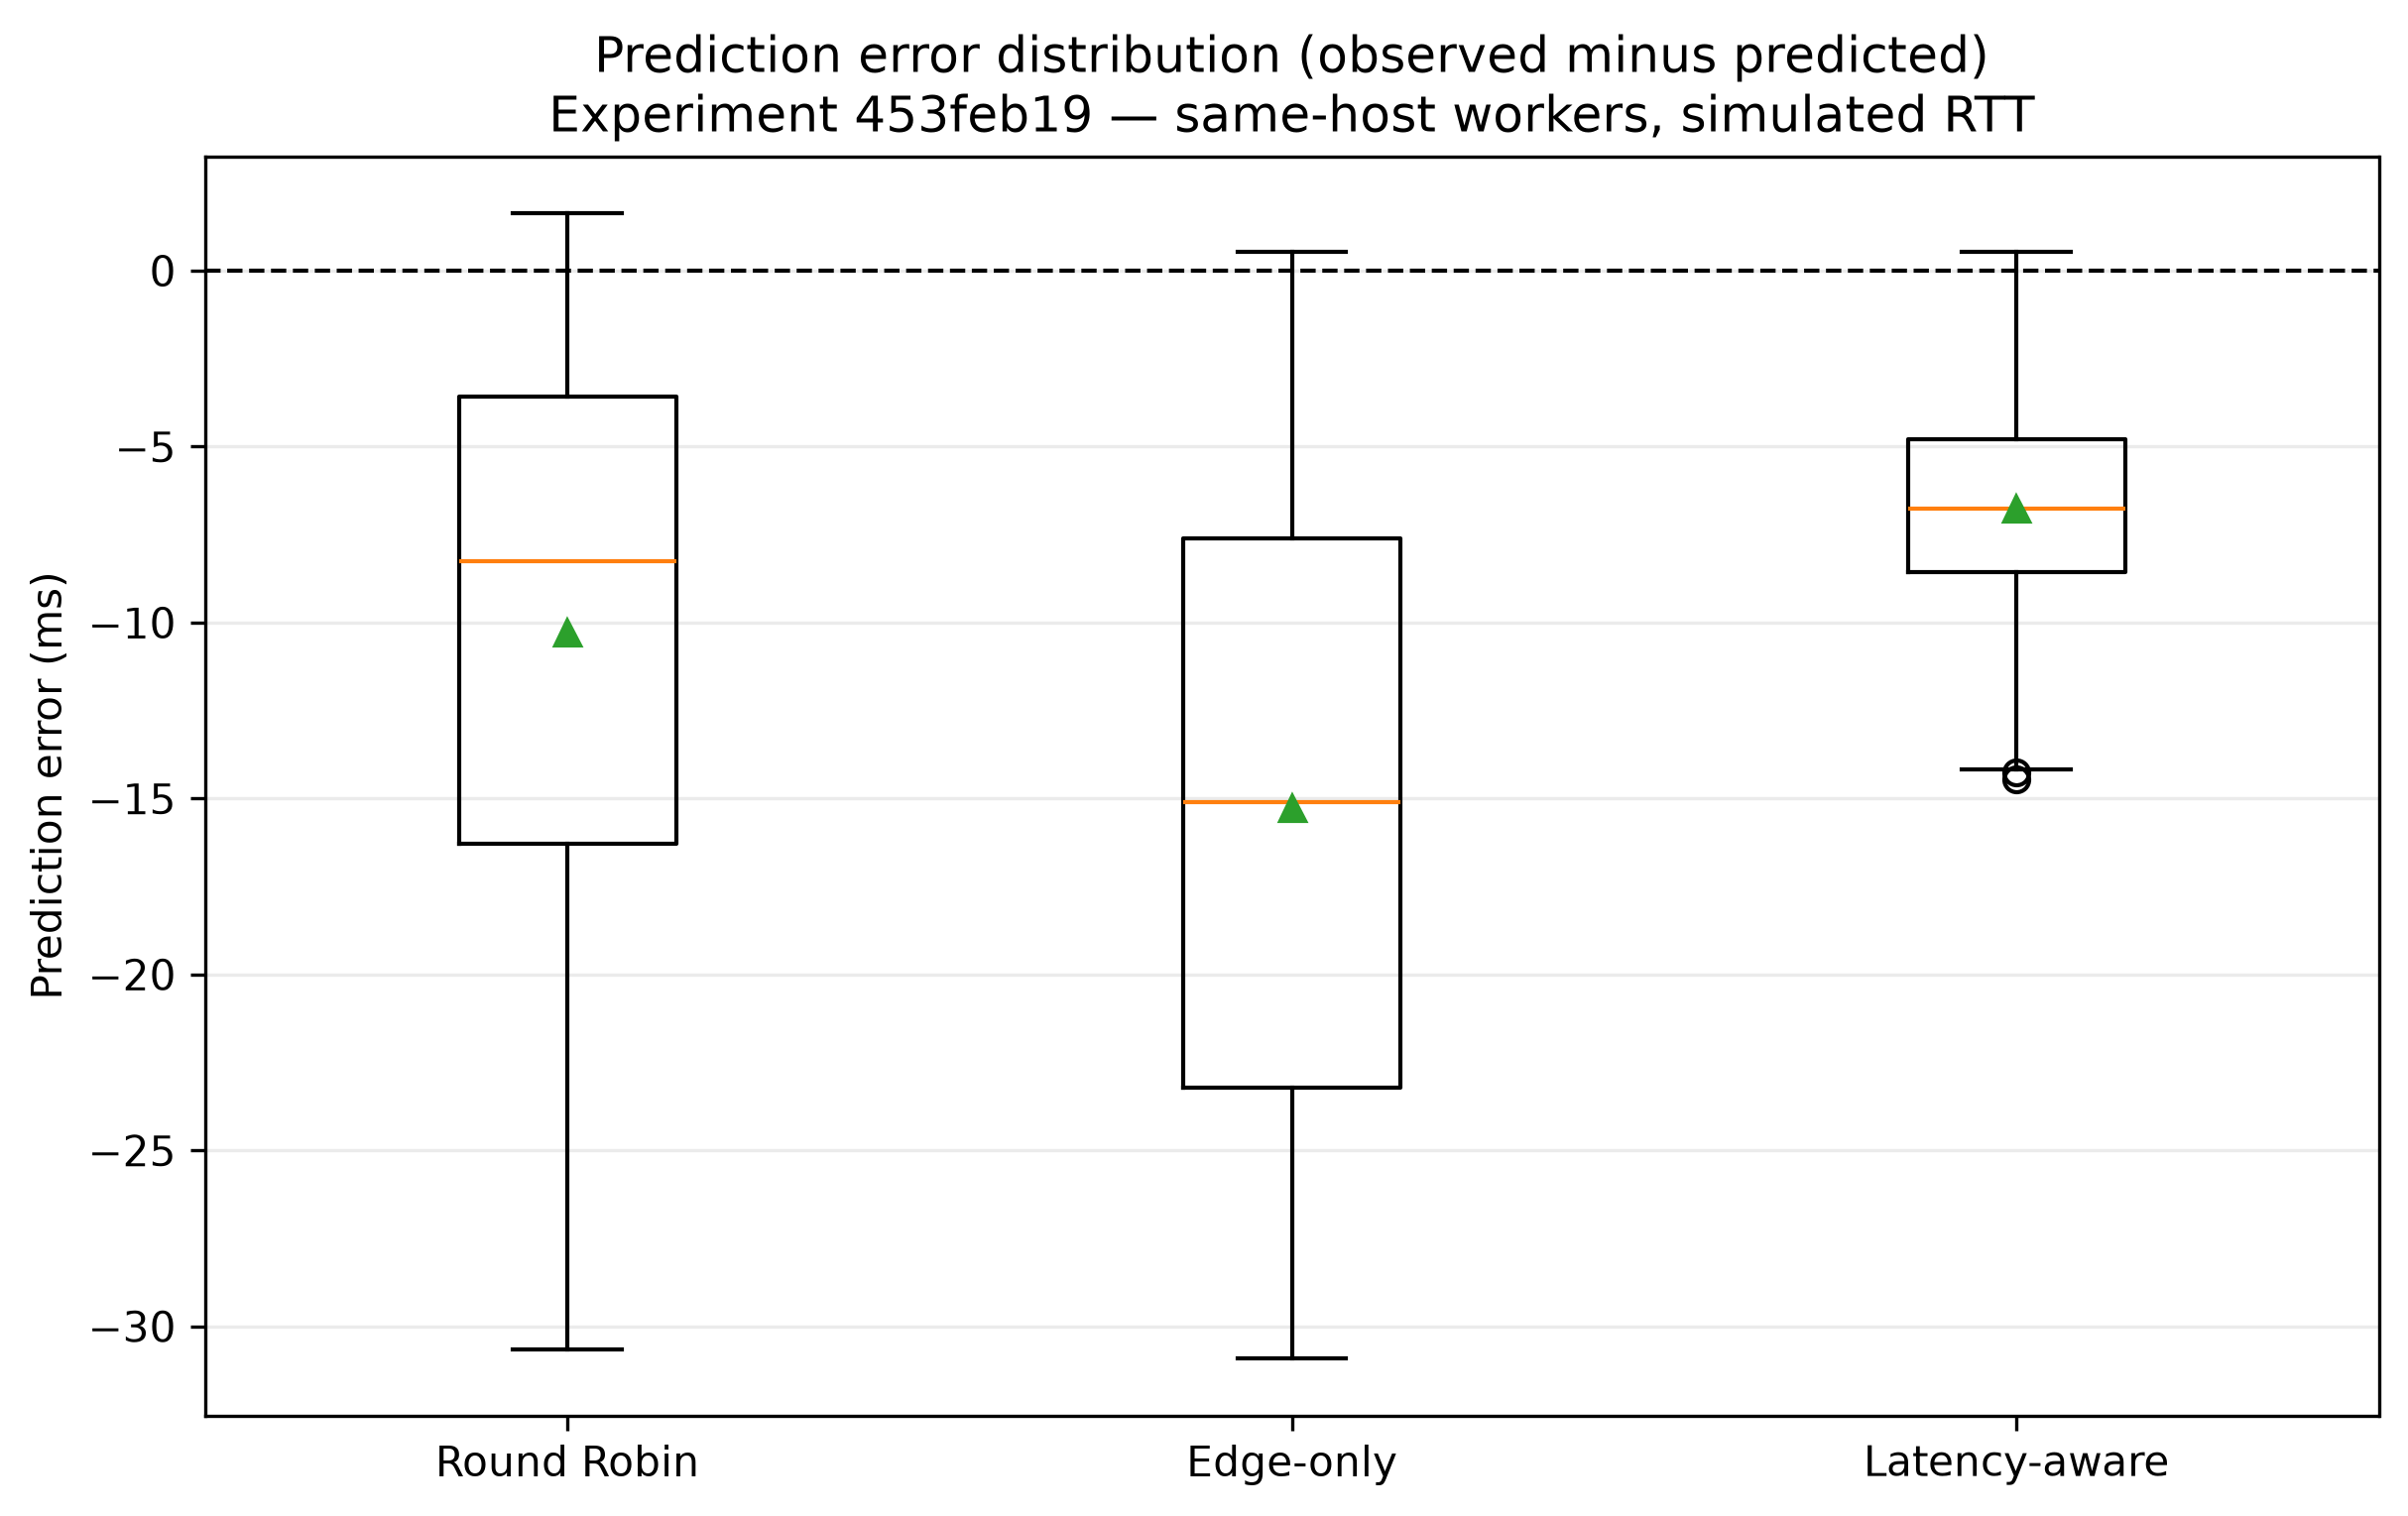 Prediction error distribution (observed minus predicted)
Experiment 453feb19 — same-host workers, simulated RTT
Prediction error (ms)
0
−5
−10
−15
−20
−25
−30
Round Robin
Edge-only
Latency-aware